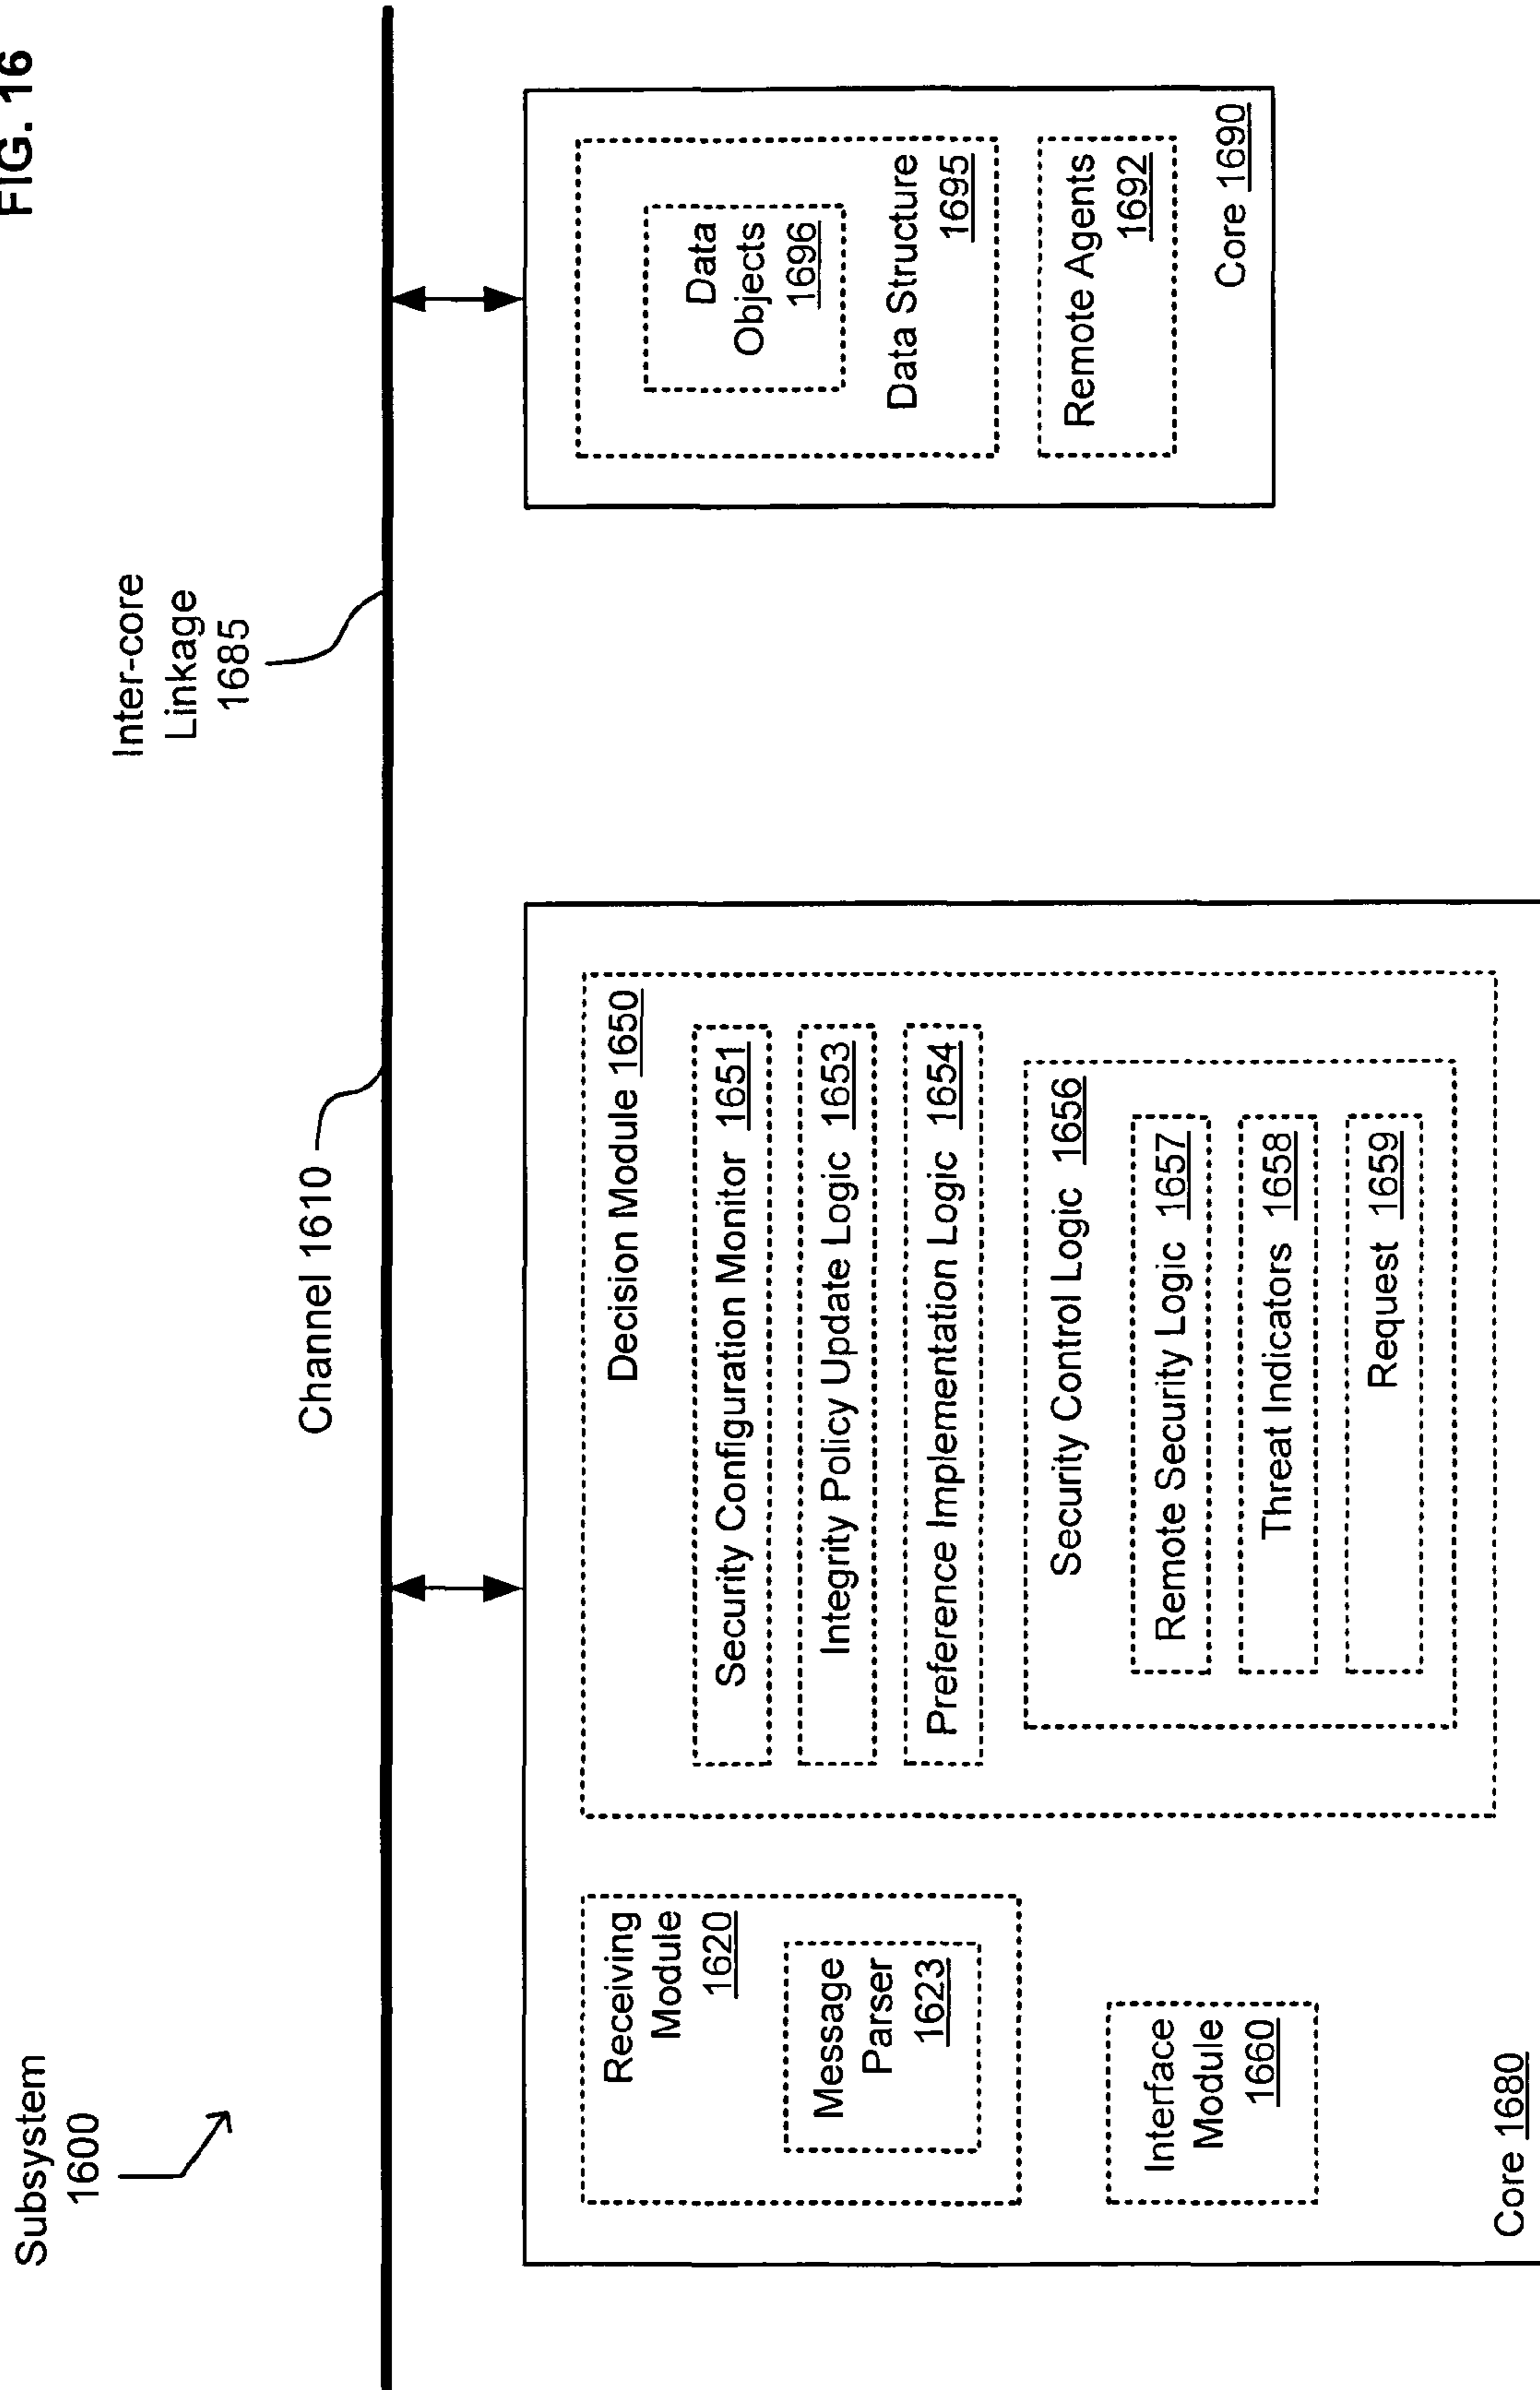 FIG. 16
Subsystem
1600
Inter-core
Linkage
1685
Channel 1610
Receiving
Module
1620
Message
Parser
1623
Interface
Module
1660
Core 1680
Decision Module 1650
Security Configuration Monitor 1651
Integrity Policy Update Logic 1653
Preference Implementation Logic 1654
Security Control Logic 1656
Remote Security Logic 1657
Threat Indicators 1658
Request 1659
Data
Objects
1696
Data Structure
1695
Remote Agents
1692
Core 1690